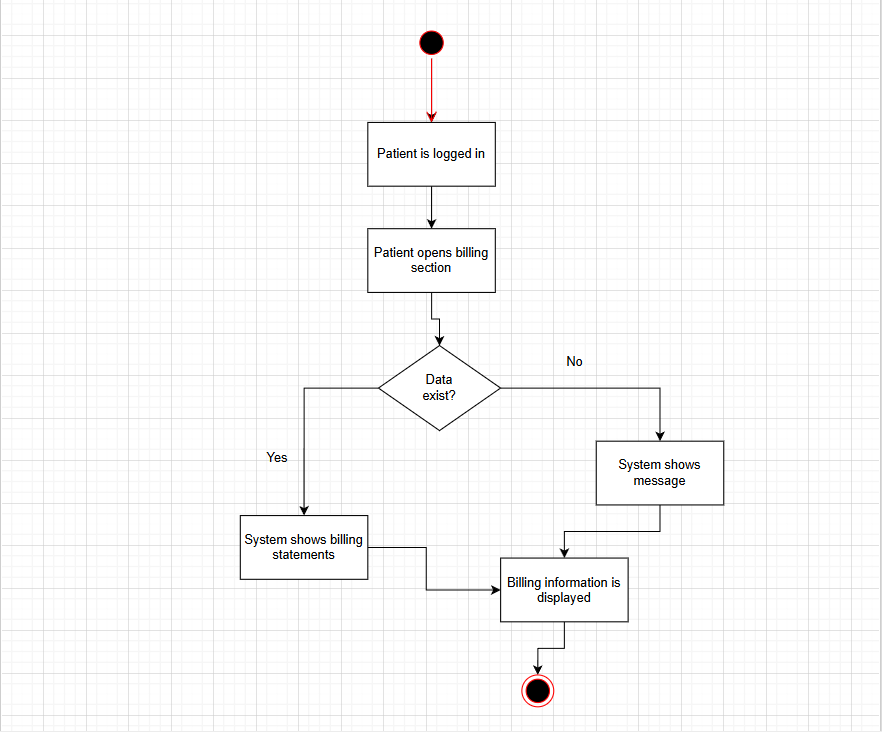 Patient is logged in
Patient opens billing
section
Data
exist?
No
Yes
System shows
message
System shows billing
statements
Billing information is
displayed